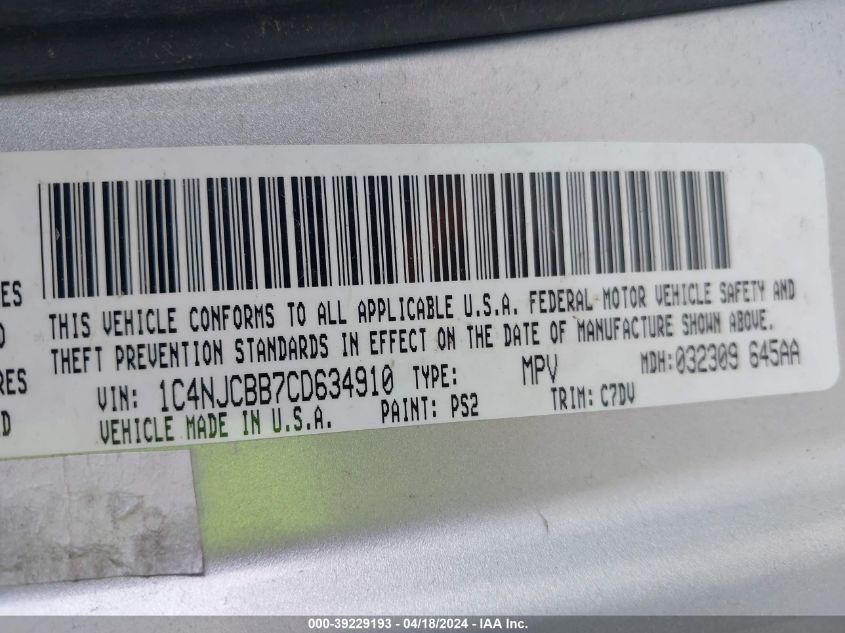 THIS VEHICLE CONFORMS TO ALL APPLICABLE U.S.A. FEDERAL MOTOR VEHICLE SAFETY AND
THEFT PREVENTION STANDARDS IN EFFECT ON THE DATE OF MANUFACTURE SHOWN ABOVE.
VIN: 1C4NJCBB7CD634910 TYPE: MPV MDH:032309 645AA
VEHICLE MADE IN U.S.A. PAINT: PS2 TRIM: C7DV
000-39229193 - 04/18/2024 - IAA Inc.